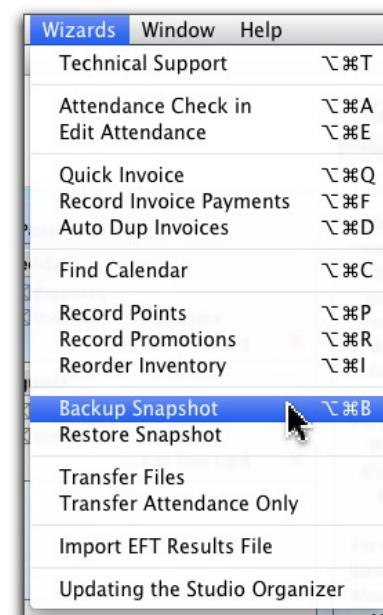 Wizards Window Help
Technical Support ⌥⌘T
Attendance Check in ⌥⌘A
Edit Attendance ⌥⌘E
Quick Invoice ⌥⌘Q
Record Invoice Payments ⌥⌘F
Auto Dup Invoices ⌥⌘D
Find Calendar ⌥⌘C
Record Points ⌥⌘P
Record Promotions ⌥⌘R
Reorder Inventory ⌥⌘I
Backup Snapshot ⌥⌘B
Restore Snapshot
Transfer Files
Transfer Attendance Only
Import EFT Results File
Updating the Studio Organizer